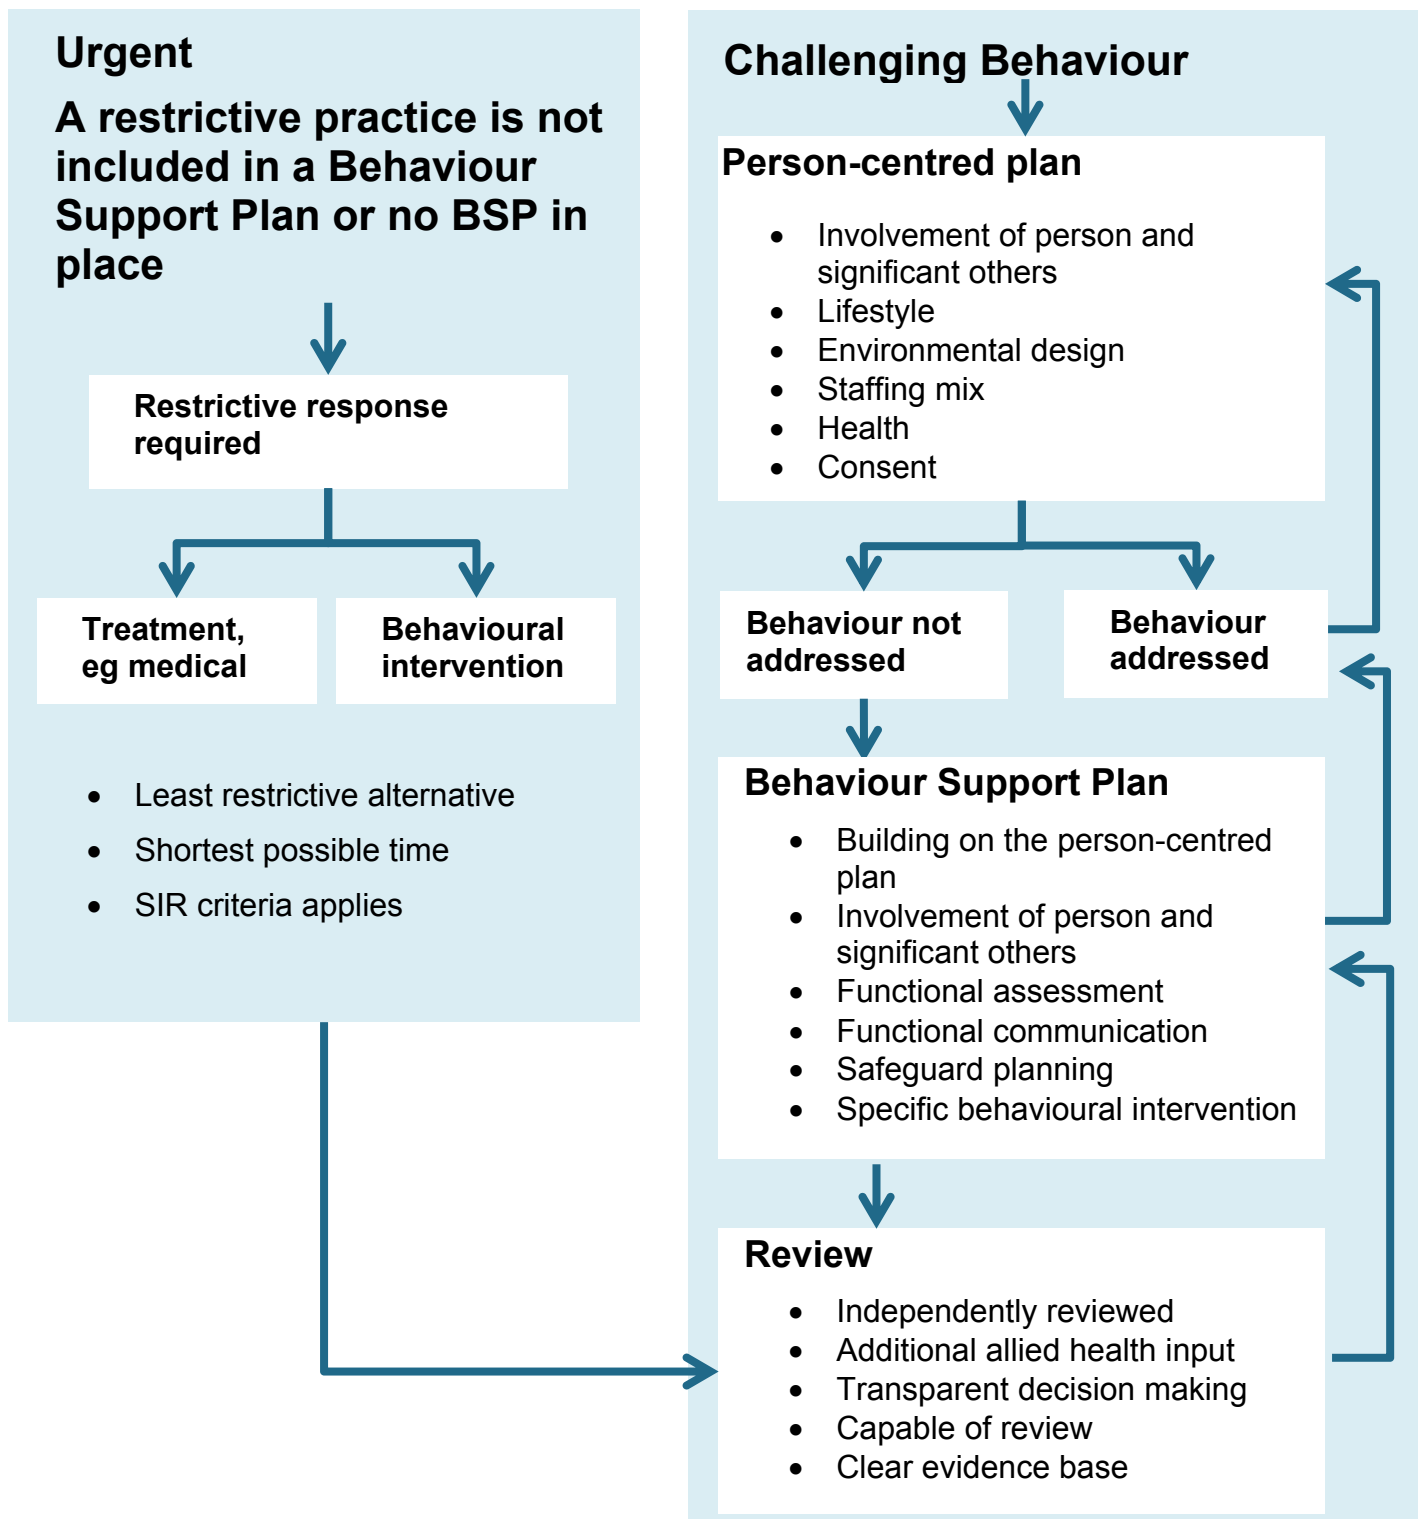 Urgent
A restrictive practice is not
included in a Behaviour
Support Plan or no BSP in
place
Restrictive response
required
Treatment,
eg medical
Behavioural
intervention
• Least restrictive alternative
• Shortest possible time
• SIR criteria applies
Challenging Behaviour
Person-centred plan
• Involvement of person and
significant others
• Lifestyle
• Environmental design
• Staffing mix
• Health
• Consent
Behaviour not
addressed
Behaviour
addressed
Behaviour Support Plan
• Building on the person-centred
plan
• Involvement of person and
significant others
• Functional assessment
• Functional communication
• Safeguard planning
• Specific behavioural intervention
Review
• Independently reviewed
• Additional allied health input
• Transparent decision making
• Capable of review
• Clear evidence base